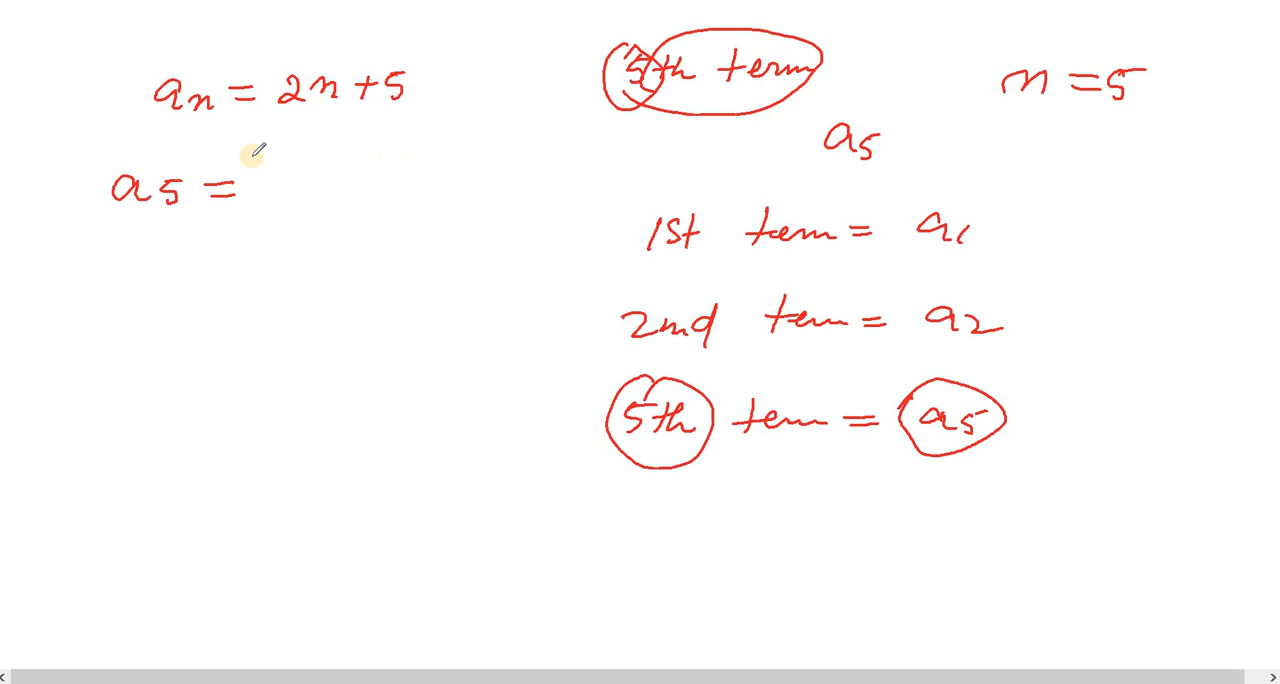 an = 2n+5
5th term
n = 5
a5
a5 =
1st term = a1
2nd term = a2
5th term = a5